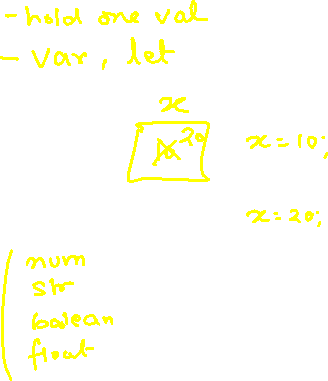 - hold one val
- var, let
x
20 x = 10;
x = 20;
num
str
boolean
float